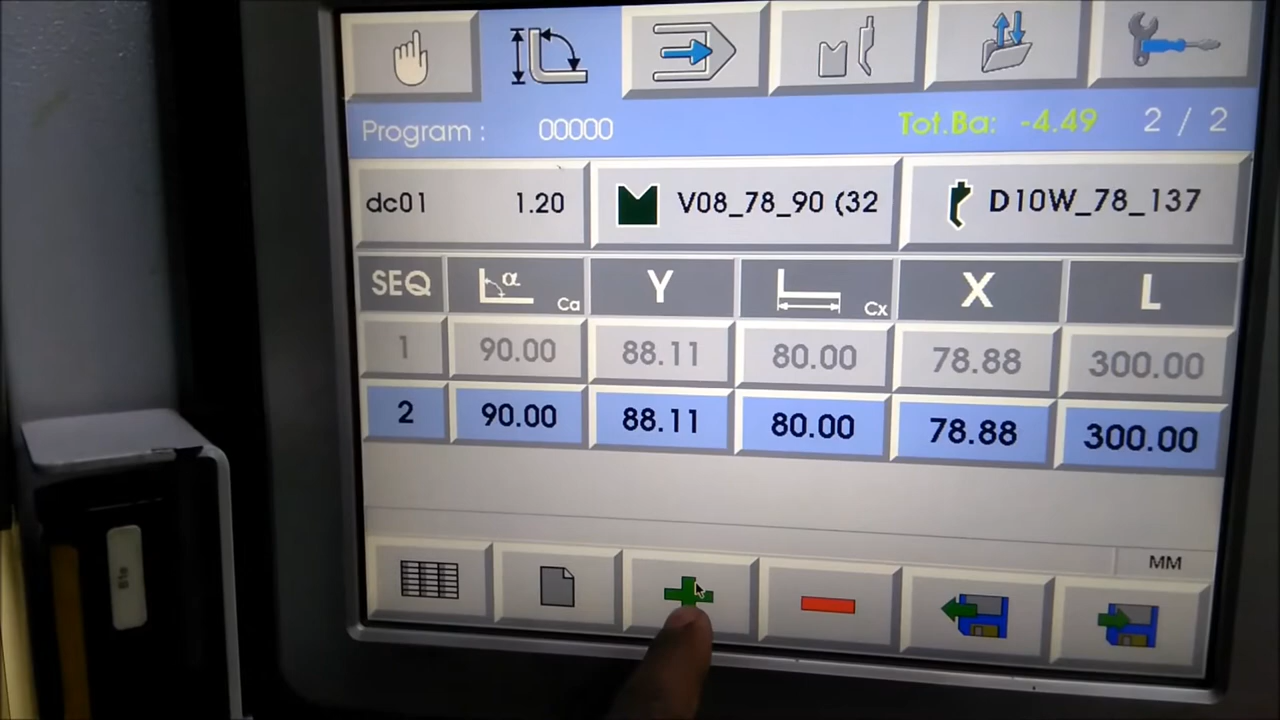 Program : 00000 Tot.Ba: -4.49 2 / 2
dc01 1.20 V08_78_90 (32 D10W_78_137
SEQ α Ca Y Cx X L
1 90.00 88.11 80.00 78.88 300.00
2 90.00 88.11 80.00 78.88 300.00
MM